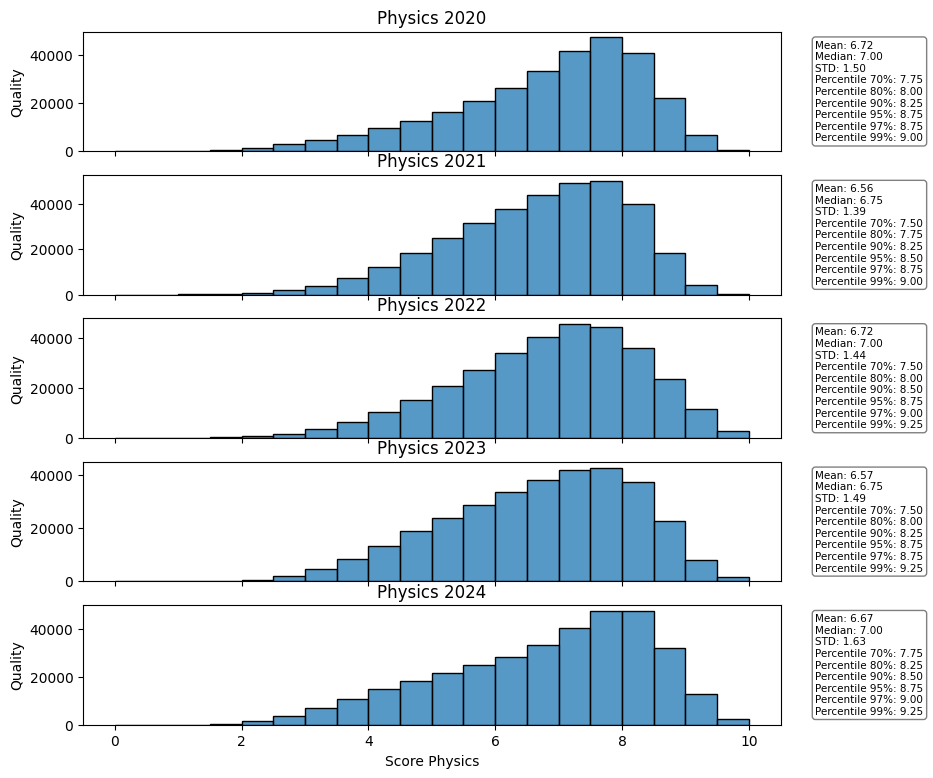 Physics 2020
40000
20000
0
Quality
Mean: 6.72
Median: 7.00
STD: 1.50
Percentile 70%: 7.75
Percentile 80%: 8.00
Percentile 90%: 8.25
Percentile 95%: 8.75
Percentile 97%: 8.75
Percentile 99%: 9.00
Physics 2021
40000
20000
0
Quality
Mean: 6.56
Median: 6.75
STD: 1.39
Percentile 70%: 7.50
Percentile 80%: 7.75
Percentile 90%: 8.25
Percentile 95%: 8.50
Percentile 97%: 8.75
Percentile 99%: 9.00
Physics 2022
40000
20000
0
Quality
Mean: 6.72
Median: 7.00
STD: 1.44
Percentile 70%: 7.50
Percentile 80%: 8.00
Percentile 90%: 8.50
Percentile 95%: 8.75
Percentile 97%: 9.00
Percentile 99%: 9.25
Physics 2023
40000
20000
0
Quality
Mean: 6.57
Median: 6.75
STD: 1.49
Percentile 70%: 7.50
Percentile 80%: 8.00
Percentile 90%: 8.25
Percentile 95%: 8.75
Percentile 97%: 8.75
Percentile 99%: 9.25
Physics 2024
40000
20000
0
Quality
Mean: 6.67
Median: 7.00
STD: 1.63
Percentile 70%: 7.75
Percentile 80%: 8.25
Percentile 90%: 8.50
Percentile 95%: 8.75
Percentile 97%: 9.00
Percentile 99%: 9.25
0 2 4 6 8 10
Score Physics